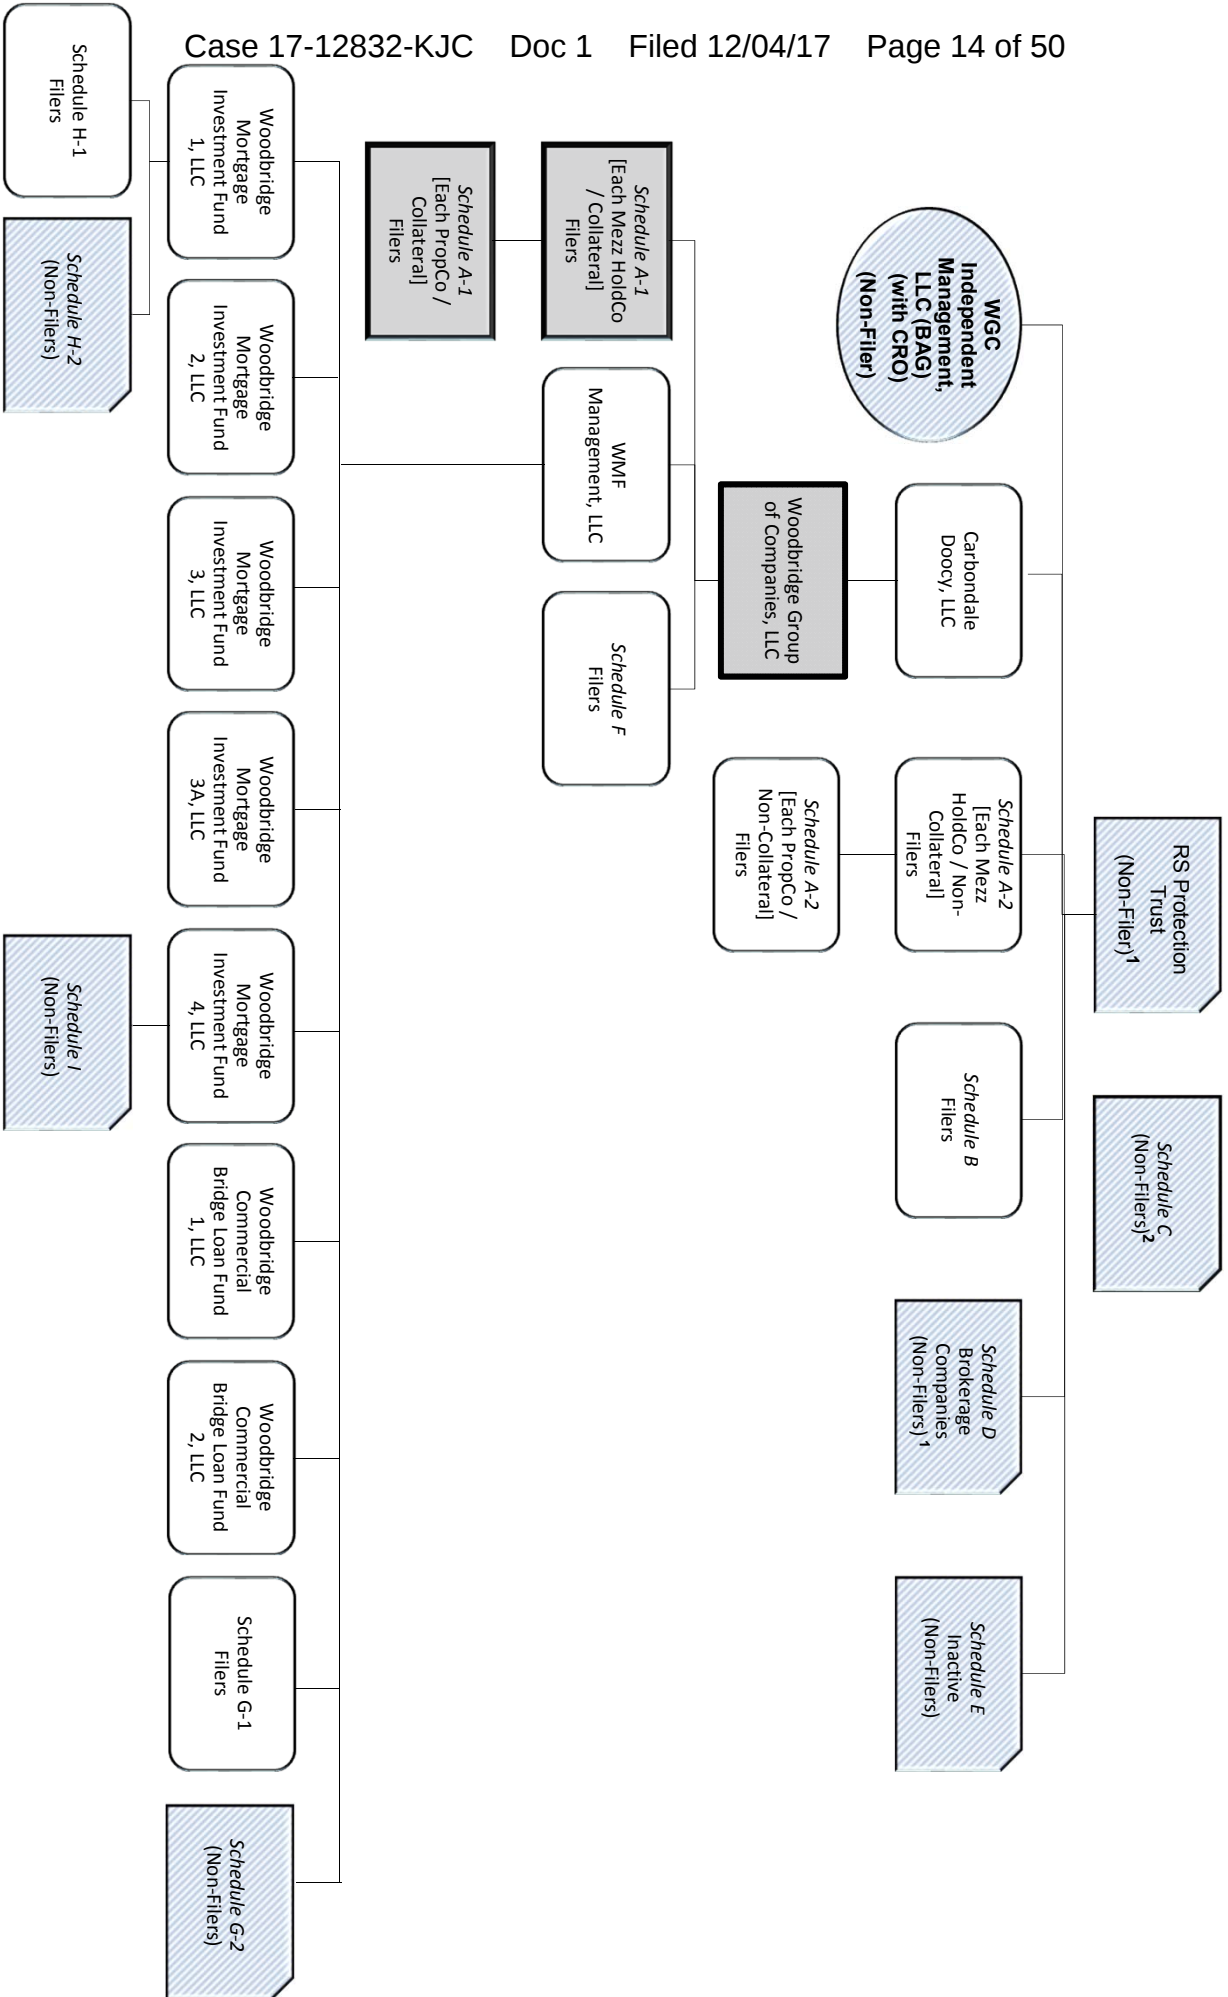 Case 17-12832-KJC Doc 1 Filed 12/04/17 Page 14 of 50
RS Protection
Trust
(Non-Filer)1
Schedule C
(Non-Filers)2
WGC
Independent
Management,
LLC (BAG)
(with CRO)
(Non-Filer)
Carbondale
Doocy, LLC
Schedule A-2
[Each Mezz
HoldCo / Non-
Collateral]
Filers
Schedule B
Filers
Schedule D
Brokerage
Companies
(Non-Filers)1
Schedule E
Inactive
(Non-Filers)
Woodbridge Group
of Companies, LLC
Schedule A-2
[Each PropCo /
Non-Collateral]
Filers
Schedule A-1
[Each Mezz HoldCo
/ Collateral]
Filers
WMF
Management, LLC
Schedule F
Filers
Schedule A-1
[Each PropCo /
Collateral]
Filers
Woodbridge
Mortgage
Investment Fund
1, LLC
Woodbridge
Mortgage
Investment Fund
2, LLC
Woodbridge
Mortgage
Investment Fund
3, LLC
Woodbridge
Mortgage
Investment Fund
3A, LLC
Woodbridge
Mortgage
Investment Fund
4, LLC
Woodbridge
Commercial
Bridge Loan Fund
1, LLC
Woodbridge
Commercial
Bridge Loan Fund
2, LLC
Schedule G-1
Filers
Schedule G-2
(Non-Filers)
Schedule H-1
Filers
Schedule H-2
(Non-Filers)
Schedule I
(Non-Filers)